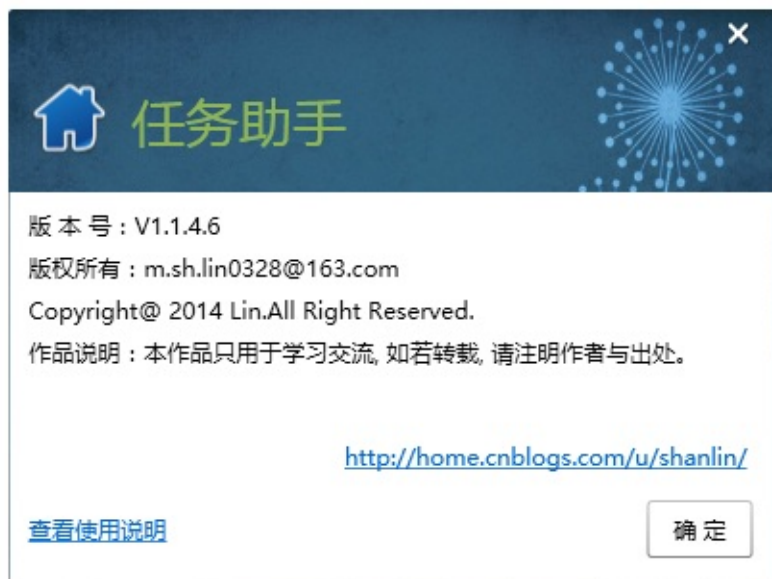 任务助手
版 本 号：V1.1.4.6
版权所有：m.sh.lin0328@163.com
Copyright@ 2014 Lin.All Right Reserved.
作品说明：本作品只用于学习交流, 如若转载, 请注明作者与出处。
http://home.cnblogs.com/u/shanlin/
查看使用说明
确 定